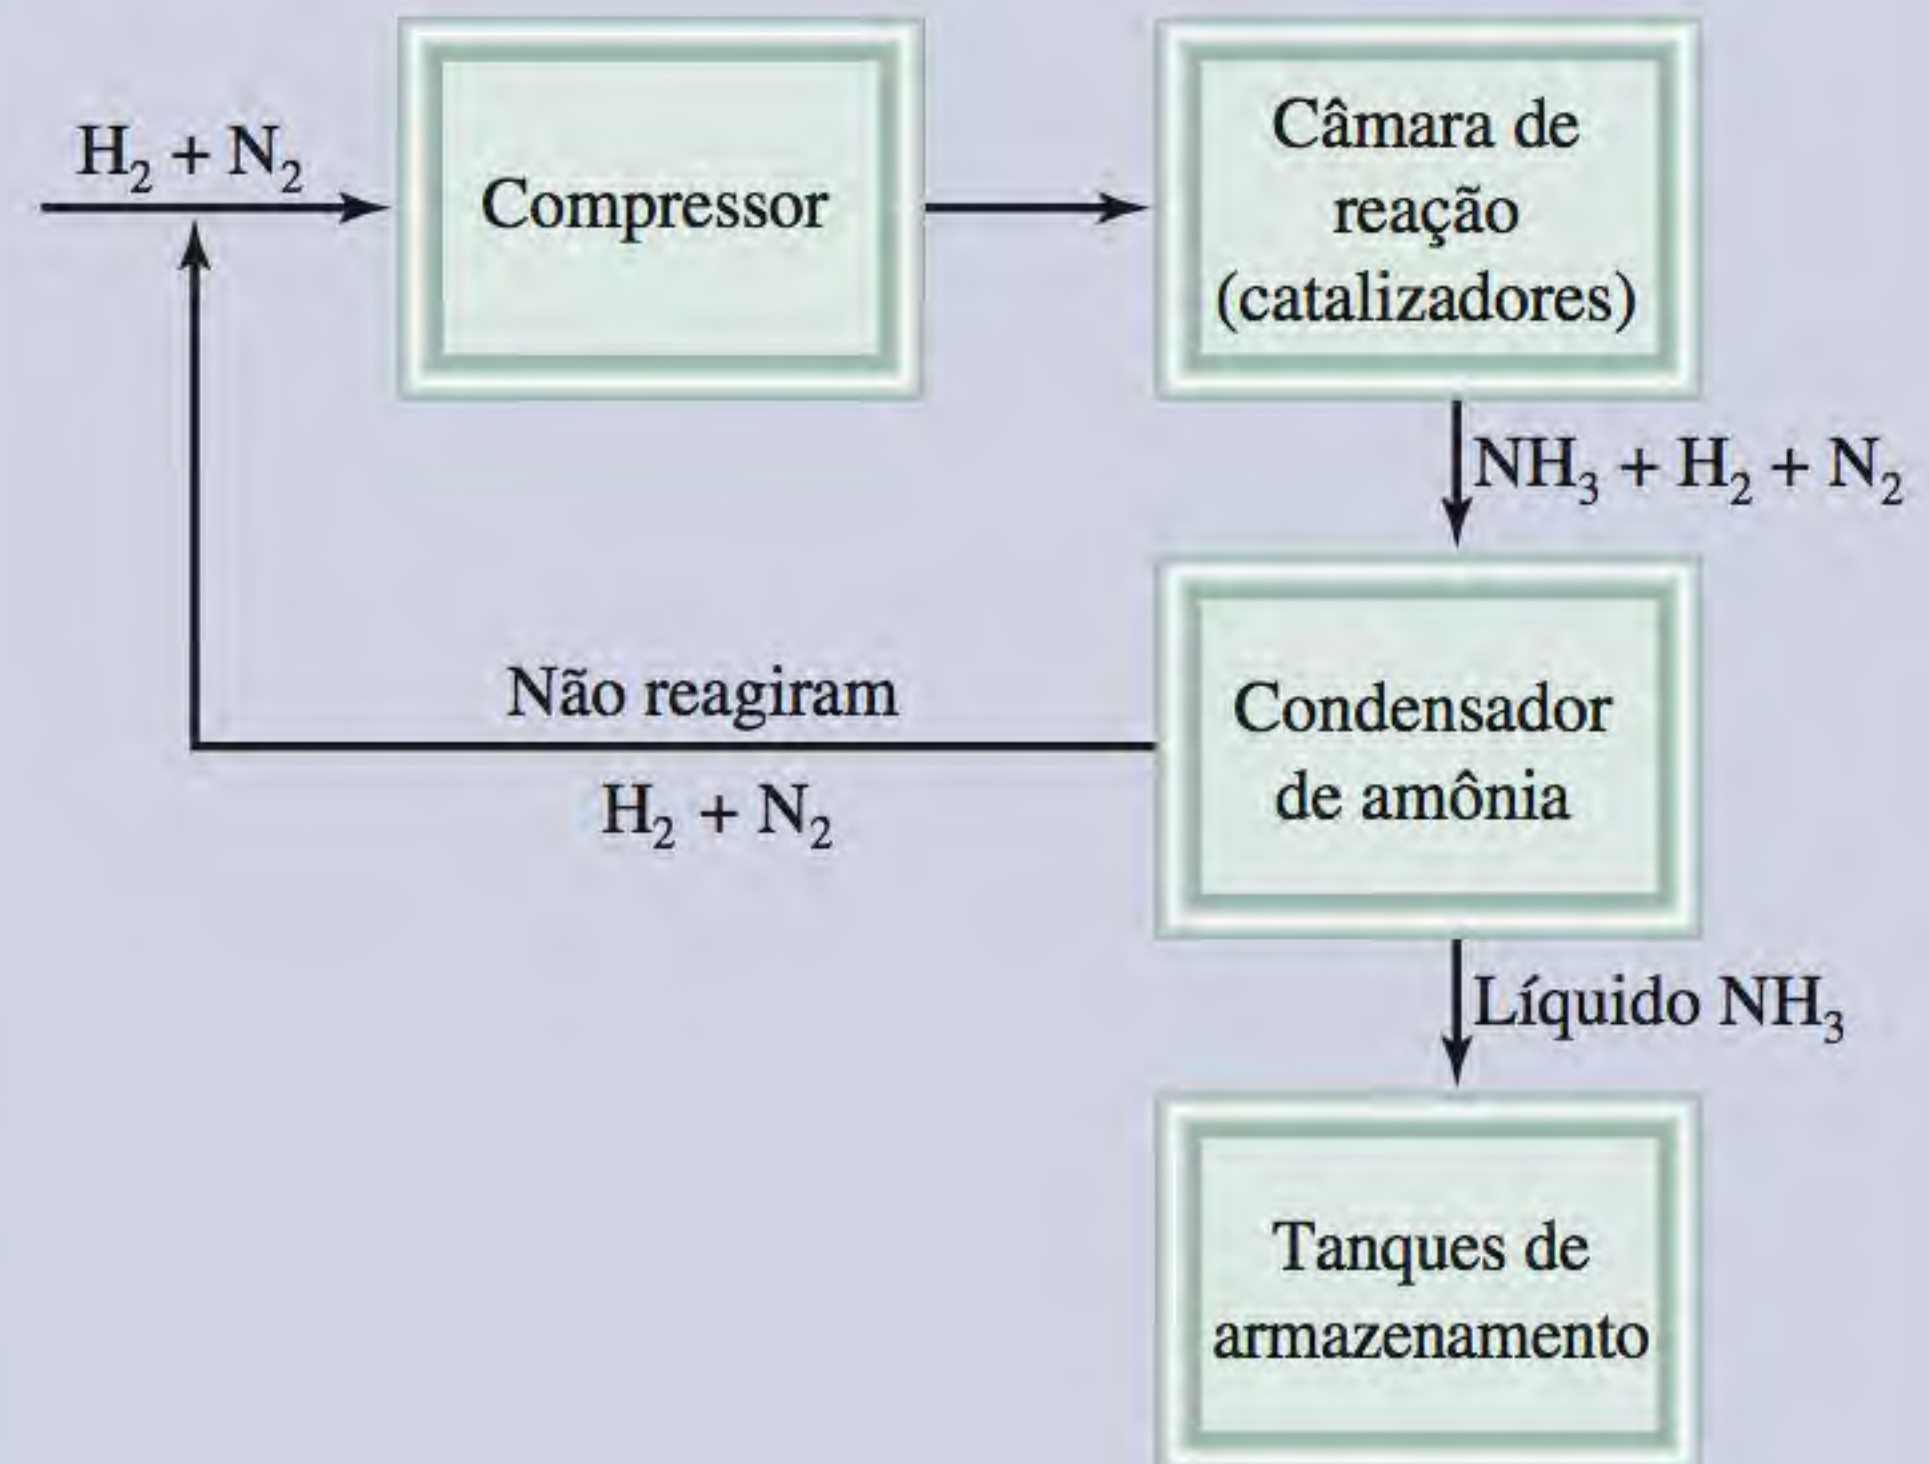 H₂ + N₂
Compressor
Câmara de
reação
(catalizadores)
NH₃ + H₂ + N₂
Não reagiram
H₂ + N₂
Condensador
de amônia
Líquido NH₃
Tanques de
armazenamento